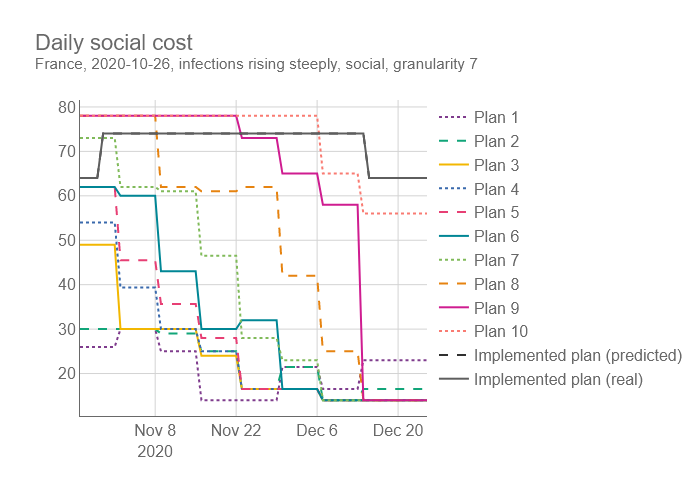 Daily social cost
France, 2020-10-26, infections rising steeply, social, granularity 7
80
70
60
50
40
30
20
Nov 8
2020
Nov 22
Dec 6
Dec 20
Plan 1
Plan 2
Plan 3
Plan 4
Plan 5
Plan 6
Plan 7
Plan 8
Plan 9
Plan 10
Implemented plan (predicted)
Implemented plan (real)